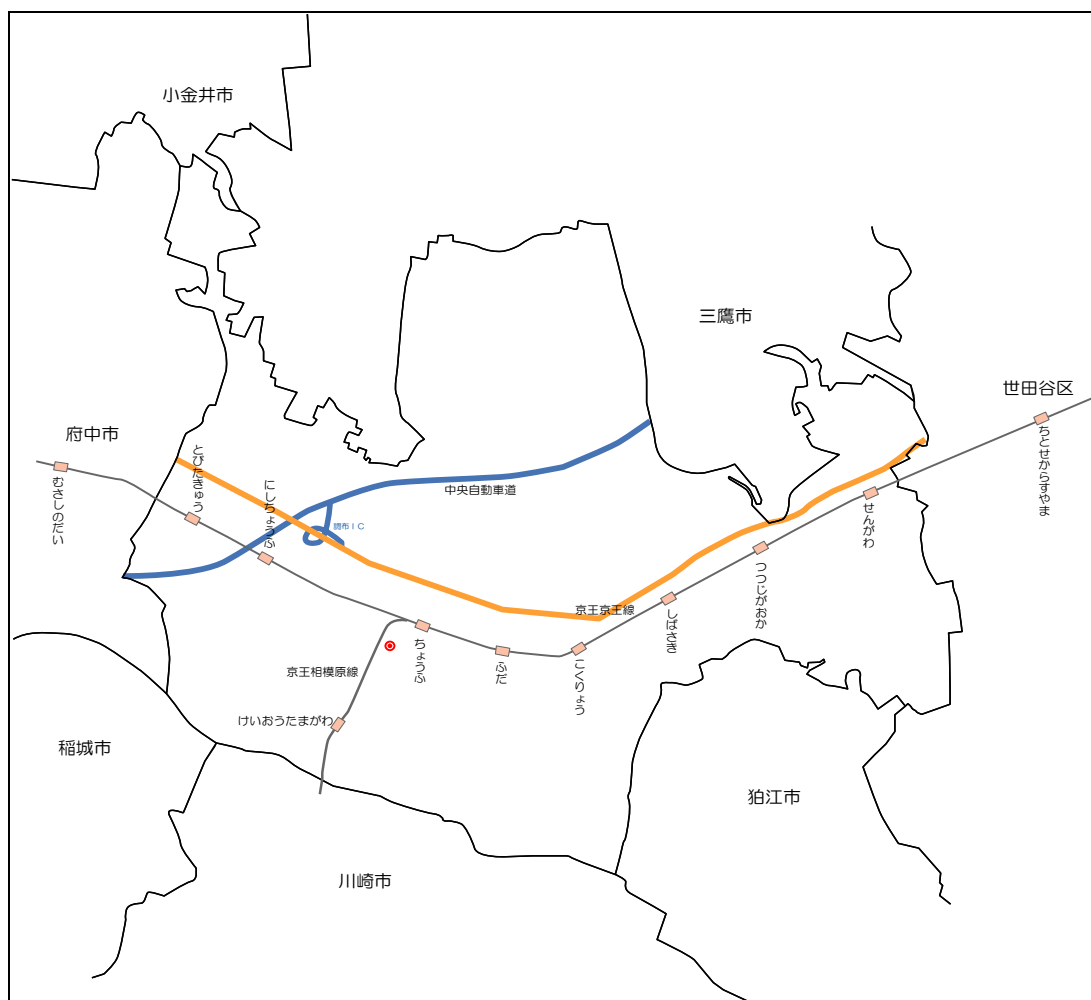 小金井市
三鷹市
世田谷区
府中市
ちとせからすやま
とびたきゅう
むさしのだい
にしちょうふ
中央自動車道
せんがわ
調布IC
つつじがおか
京王京王線
しばさき
ちょうふ
ふだ
こくりょう
京王相模原線
けいおうたまがわ
稲城市
狛江市
川崎市